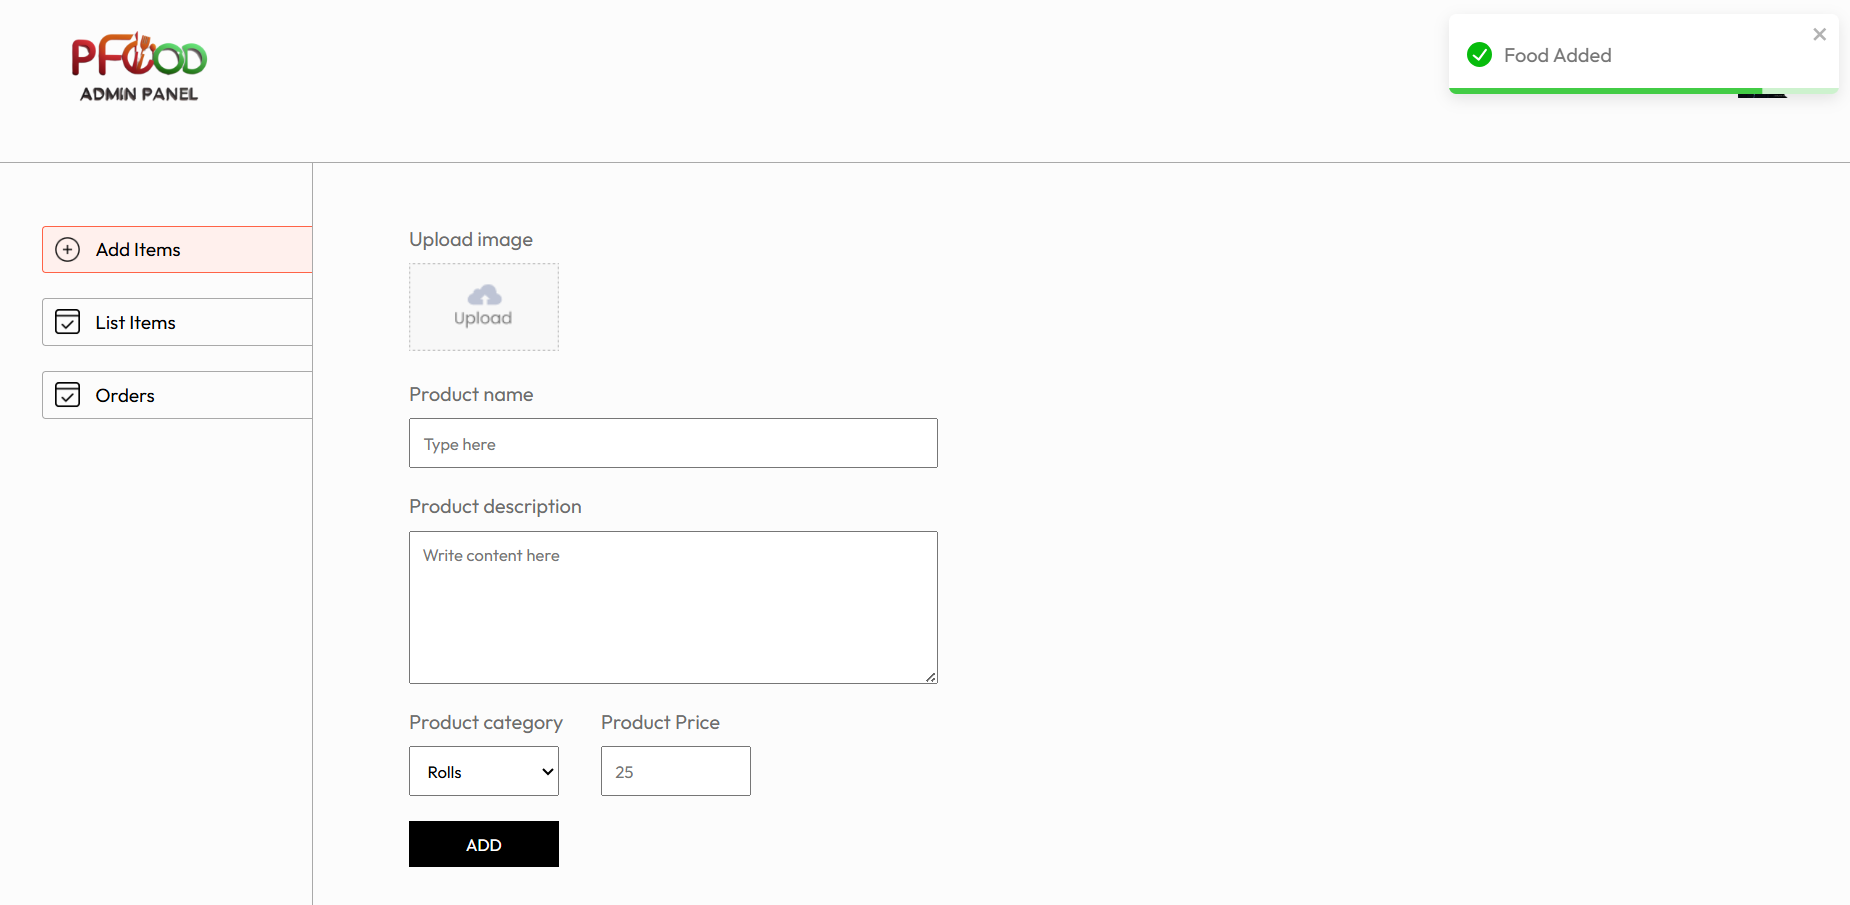 PFOOD
ADMIN PANEL
Food Added
Add Items
List Items
Orders
Upload image
Upload
Product name
Type here
Product description
Write content here
Product category
Product Price
Rolls
25
ADD